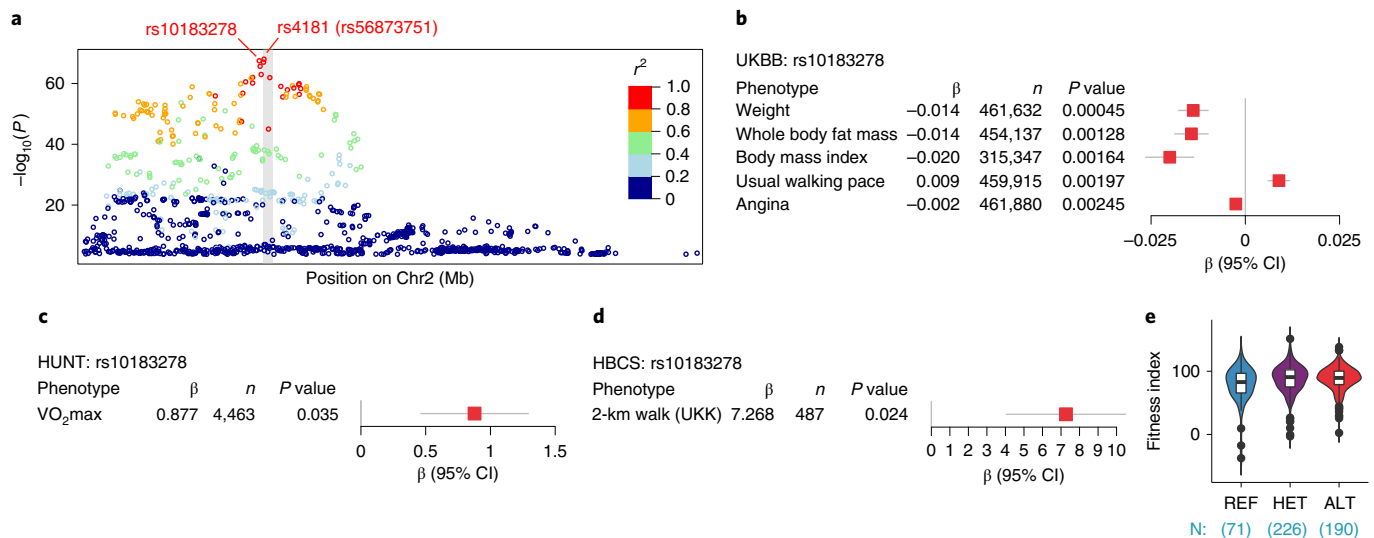 a
rs10183278
rs4181 (rs56873751)
–log10(P)
60
40
20
r2
1.0
0.8
0.6
0.4
0.2
0
Position on Chr2 (Mb)
b
UKBB: rs10183278
Phenotype β n P value
Weight –0.014 461,632 0.00045
Whole body fat mass –0.014 454,137 0.00128
Body mass index –0.020 315,347 0.00164
Usual walking pace 0.009 459,915 0.00197
Angina –0.002 461,880 0.00245
–0.025 0 0.025
β (95% CI)
c
HUNT: rs10183278
Phenotype β n P value
VO2max 0.877 4,463 0.035
0 0.5 1 1.5
β (95% CI)
d
HBCS: rs10183278
Phenotype β n P value
2-km walk (UKK) 7.268 487 0.024
0 1 2 3 4 5 6 7 8 9 10
β (95% CI)
e
Fitness index
100
0
REF HET ALT
N: (71) (226) (190)